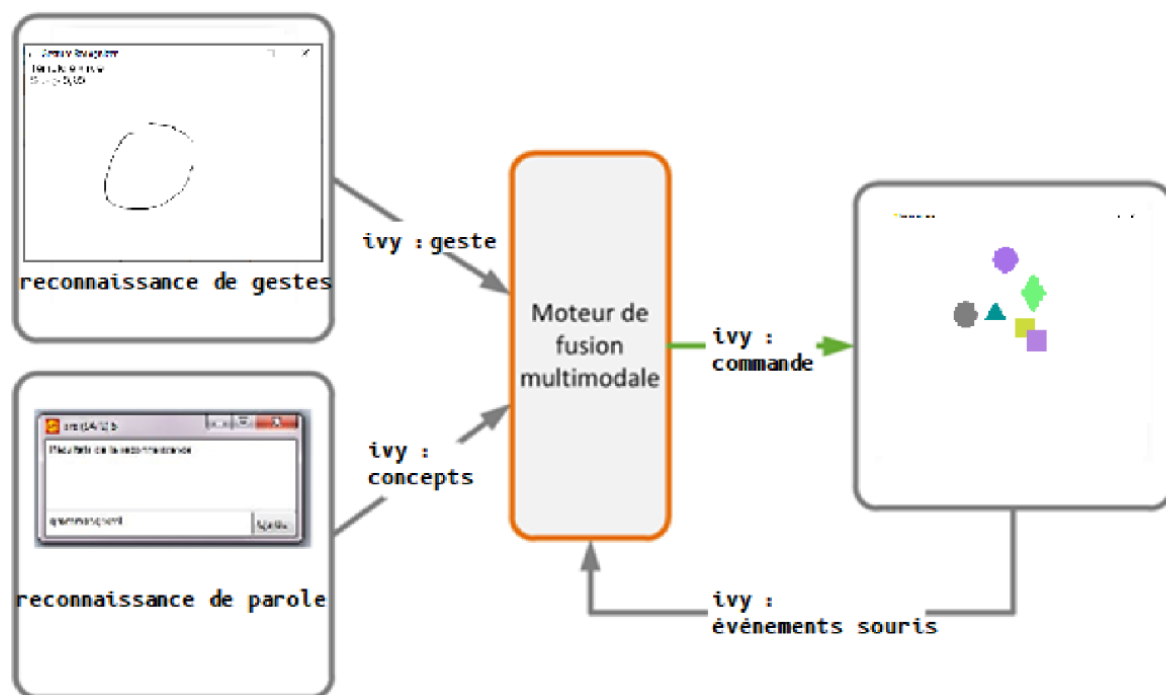 reconnaissance de gestes
ivy : geste
Moteur de
fusion
multimodale
ivy :
commande
ivy :
concepts
reconnaissance de parole
ivy :
événements souris